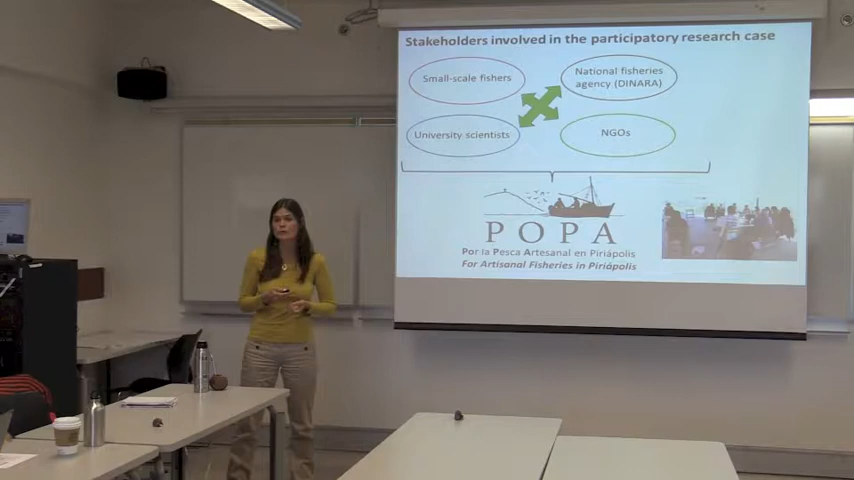 Stakeholders involved in the participatory research case
Small-scale fishers
National fisheries
agency (DINARA)
University scientists
NGOs
POPA
Por la Pesca Artesanal en Piriápolis
For Artisanal Fisheries in Piriápolis